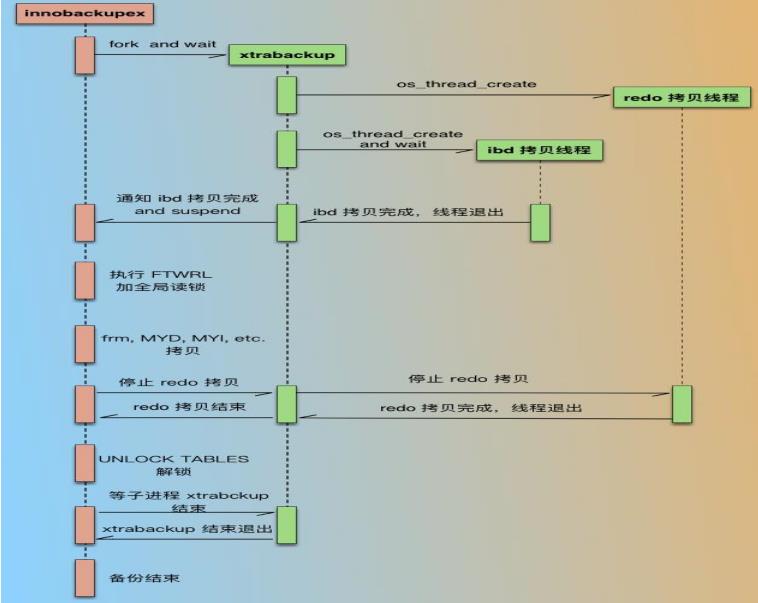 innobackupex
fork and wait
xtrabackup
os_thread_create
redo 拷贝线程
os_thread_create
and wait
ibd 拷贝线程
通知 ibd 拷贝完成
and suspend
ibd 拷贝完成，线程退出
执行 FTWRL
加全局读锁
frm, MYD, MYI, etc.
拷贝
停止 redo 拷贝
停止 redo 拷贝
redo 拷贝结束
redo 拷贝完成，线程退出
UNLOCK TABLES
解锁
等子进程 xtrabckup
结束
xtrabackup 结束退出
备份结束